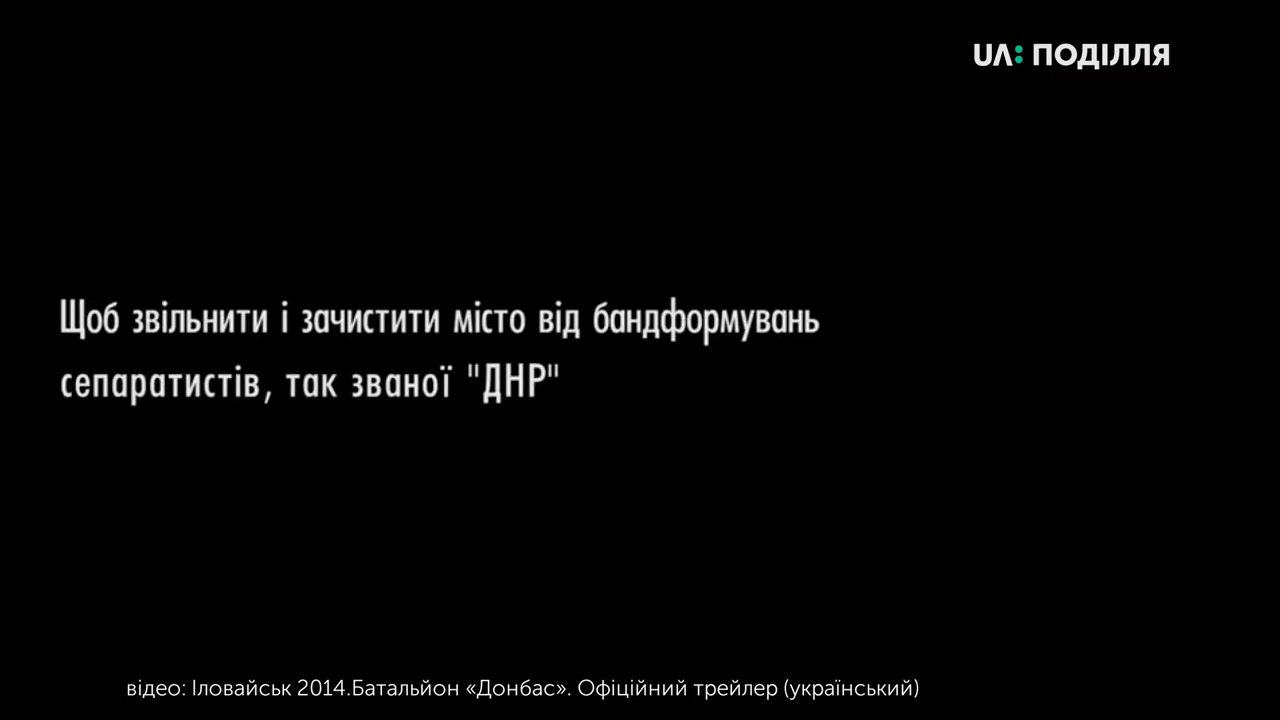 UA: ПОДІЛЛЯ
Щоб звільнити і зачистити місто від бандформувань
сепаратистів, так званої "ДНР"
відео: Іловайськ 2014.Батальйон «Донбас». Офіційний трейлер (український)